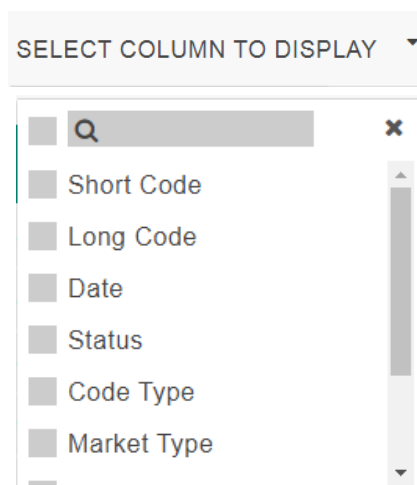 SELECT COLUMN TO DISPLAY
Short Code
Long Code
Date
Status
Code Type
Market Type